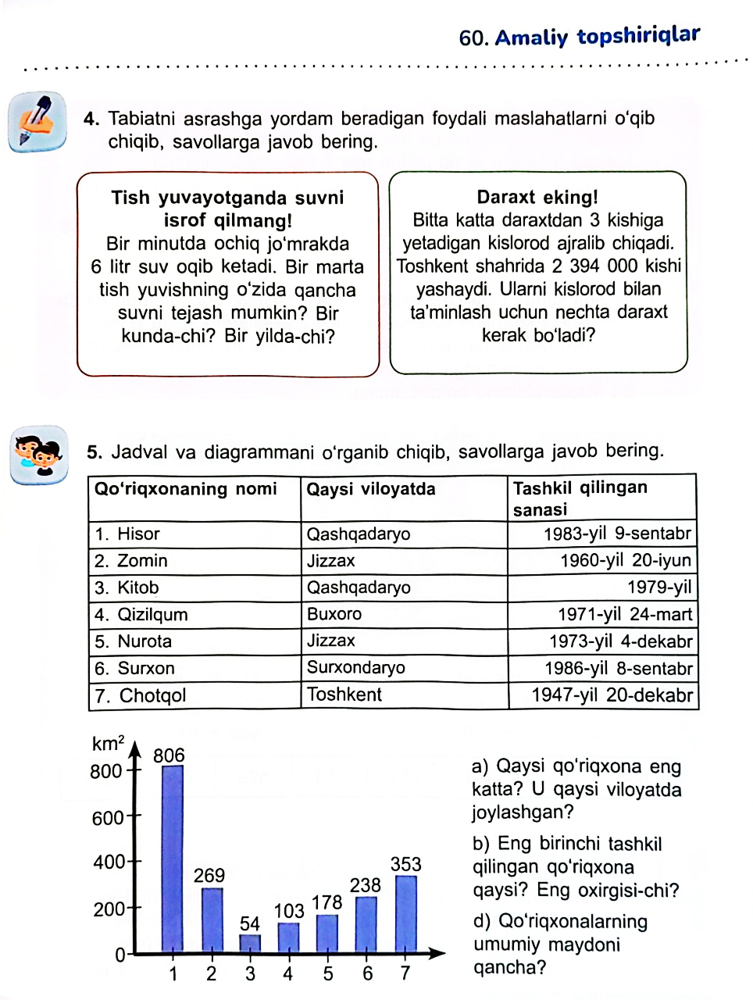 60. Amaliy topshiriqlar
4. Tabiatni asrashga yordam beradigan foydali maslahatlarni o‘qib
chiqib, savollarga javob bering.
Tish yuvayotganda suvni
isrof qilmang!
Bir minutda ochiq jo‘mrakda
6 litr suv oqib ketadi. Bir marta
tish yuvishning o‘zida qancha
suvni tejash mumkin? Bir
kunda-chi? Bir yilda-chi?
Daraxt eking!
Bitta katta daraxtdan 3 kishiga
yetadigan kislorod ajralib chiqadi.
Toshkent shahrida 2 394 000 kishi
yashaydi. Ularni kislorod bilan
ta’minlash uchun nechta daraxt
kerak bo‘ladi?
5. Jadval va diagrammani o‘rganib chiqib, savollarga javob bering.
Qo‘riqxonaning nomi Qaysi viloyatda Tashkil qilingan
sanasi
1. Hisor Qashqadaryo 1983-yil 9-sentabr
2. Zomin Jizzax 1960-yil 20-iyun
3. Kitob Qashqadaryo 1979-yil
4. Qizilqum Buxoro 1971-yil 24-mart
5. Nurota Jizzax 1973-yil 4-dekabr
6. Surxon Surxondaryo 1986-yil 8-sentabr
7. Chotqol Toshkent 1947-yil 20-dekabr
km²
800
600
400
200
0
806
269
54
103
178
238
353
1 2 3 4 5 6 7
a) Qaysi qo‘riqxona eng
katta? U qaysi viloyatda
joylashgan?
b) Eng birinchi tashkil
qilingan qo‘riqxona
qaysi? Eng oxirgisi-chi?
d) Qo‘riqxonalarning
umumiy maydoni
qancha?